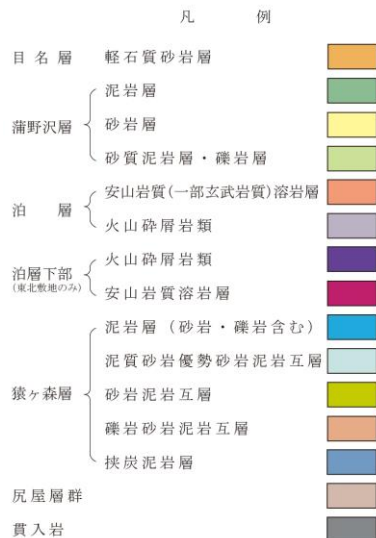 凡 例
目名層 軽石質砂岩層
蒲野沢層 泥岩層
砂岩層
砂質泥岩層・礫岩層
泊層 安山岩質(一部玄武岩質)溶岩層
火山砕屑岩類
泊層下部 火山砕屑岩類
(東北敷地のみ) 安山岩質溶岩層
猿ヶ森層 泥岩層(砂岩・礫岩含む)
泥質砂岩優勢砂岩泥岩互層
砂岩泥岩互層
礫岩砂岩泥岩互層
挟炭泥岩層
尻屋層群
貫入岩